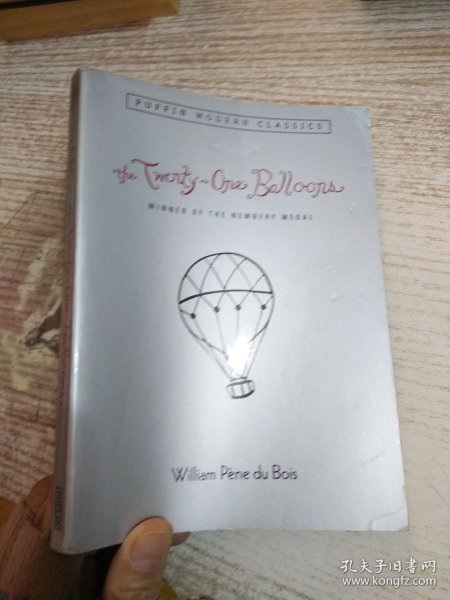 PUFFIN MODERN CLASSICS
the Twenty-One Balloons
WINNER OF THE NEWBERY MEDAL
William Pène du Bois
孔夫子旧书网
www.kongfz.com